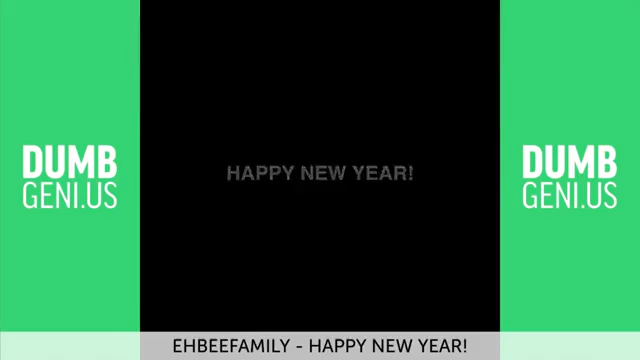 DUMB
GENI.US
HAPPY NEW YEAR!
DUMB
GENI.US
EHBEEFAMILY - HAPPY NEW YEAR!